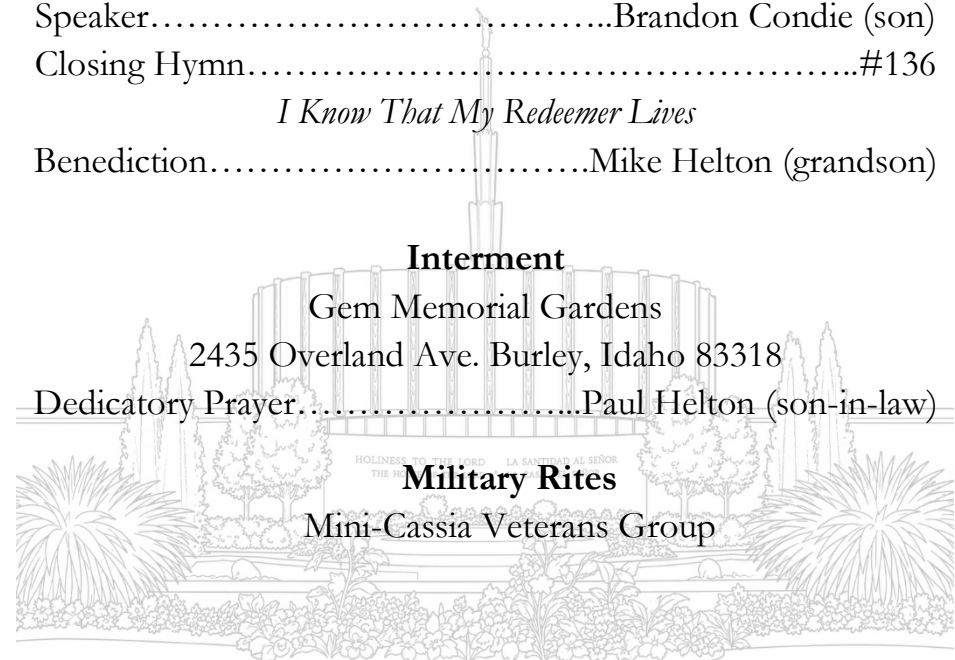 Speaker………………………………..Brandon Condie (son)
Closing Hymn…………………………………………..#136
I Know That My Redeemer Lives
Benediction………………………….Mike Helton (grandson)
Interment
Gem Memorial Gardens
2435 Overland Ave. Burley, Idaho 83318
Dedicatory Prayer…………………...Paul Helton (son-in-law)
HOLINESS TO THE LORD LA SANTIDAD AL SEÑOR
THE
Military Rites
Mini-Cassia Veterans Group